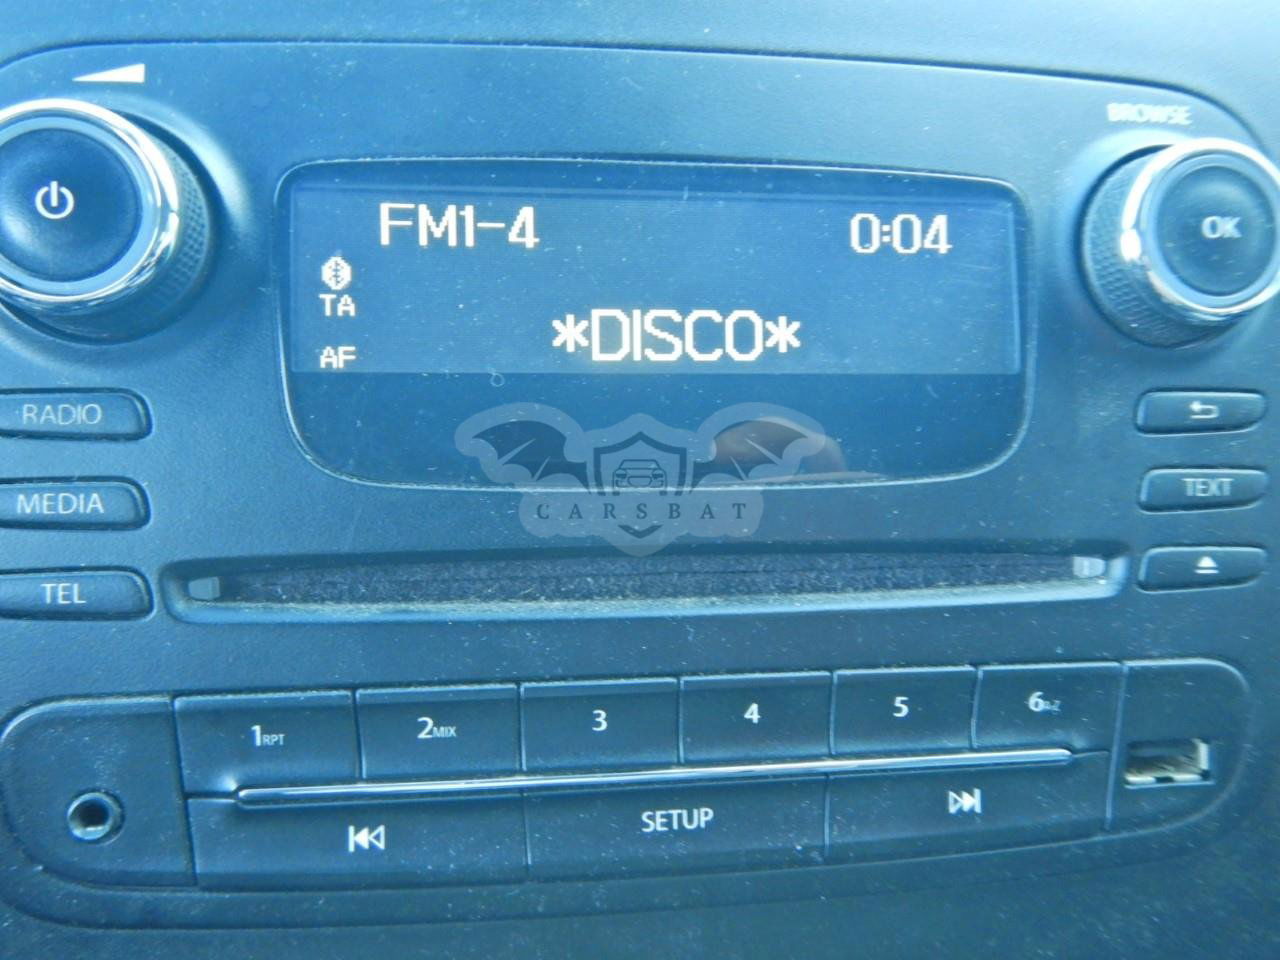 BROWSE
OK
FM1-4 0:04
TA
*DISCO*
AF
RADIO
MEDIA
TEXT
CARSBAT
TEL
1RPT 2MIX 3 4 5 6A-Z
SETUP